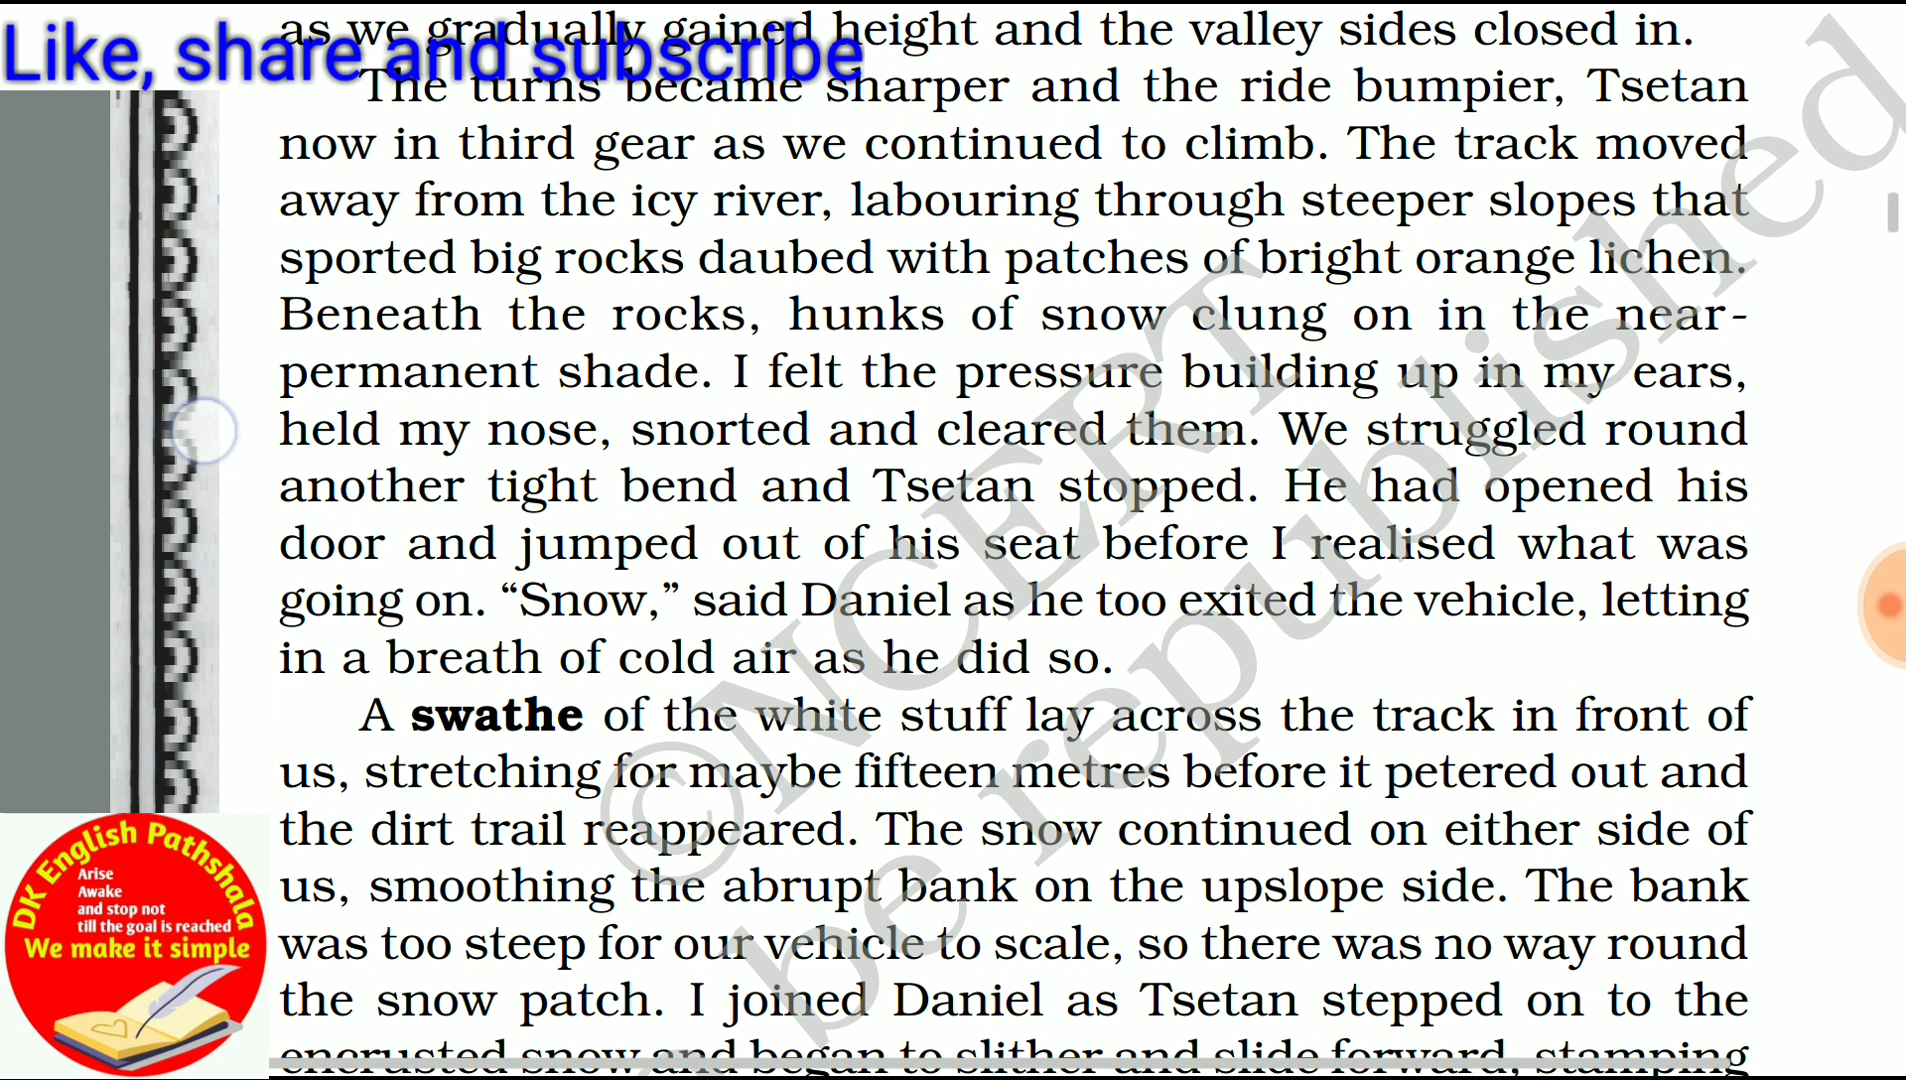 as we gradually gained height and the valley sides closed in.
Like, share and subscribe
The turns became sharper and the ride bumpier, Tsetan
now in third gear as we continued to climb. The track moved
away from the icy river, labouring through steeper slopes that
sported big rocks daubed with patches of bright orange lichen.
Beneath the rocks, hunks of snow clung on in the near-
permanent shade. I felt the pressure building up in my ears,
held my nose, snorted and cleared them. We struggled round
another tight bend and Tsetan stopped. He had opened his
door and jumped out of his seat before I realised what was
going on. “Snow,” said Daniel as he too exited the vehicle, letting
in a breath of cold air as he did so.
A swathe of the white stuff lay across the track in front of
us, stretching for maybe fifteen metres before it petered out and
the dirt trail reappeared. The snow continued on either side of
us, smoothing the abrupt bank on the upslope side. The bank
was too steep for our vehicle to scale, so there was no way round
the snow patch. I joined Daniel as Tsetan stepped on to the
encrusted snow and began to slither and slide forward, stamping
©NCERT
be republished
DK English Pathshala
Arise
Awake
and stop not
till the goal is reached
We make it simple